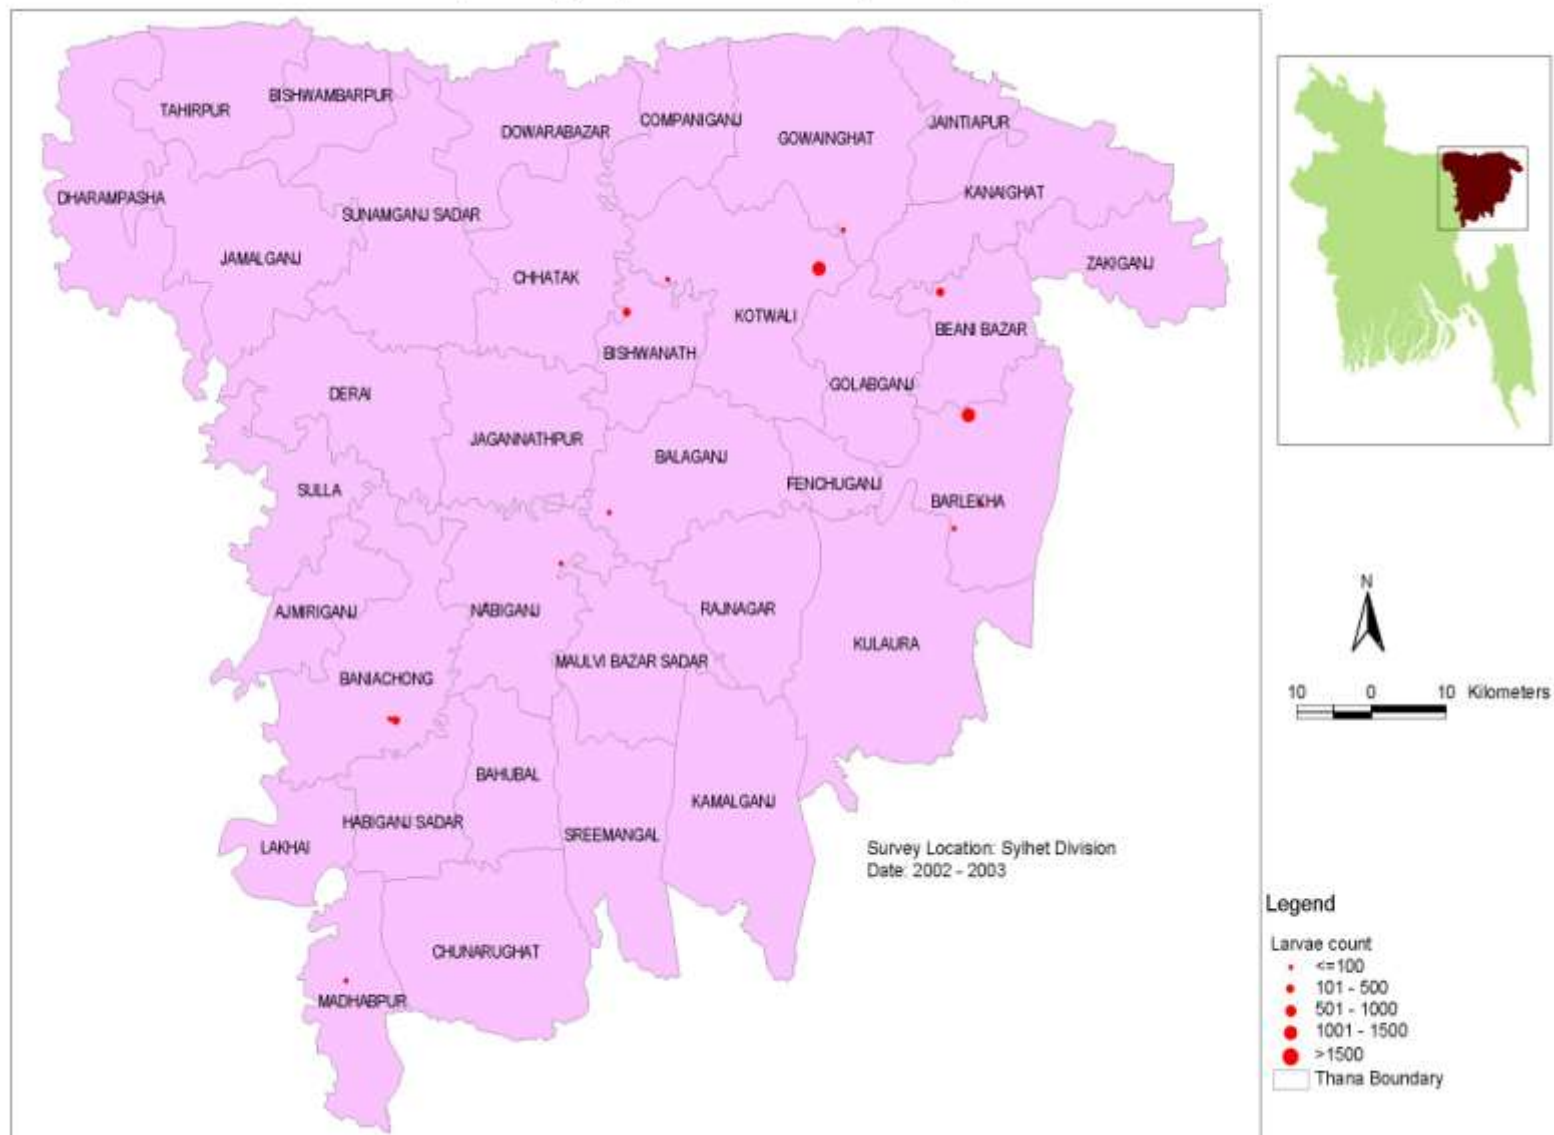 TAHIRPUR
BISHWAMBARPUR
DOWARABAZAR
COMPANIGANJ
GOWAINGHAT
JAINTIAPUR
DHARAMPASHA
SUNAMGANJ SADAR
KANAIGHAT
JAMALGANJ
CHHATAK
ZAKIGANJ
KOTWALI
BEANI BAZAR
BISHWANATH
GOLABGANJ
DERAI
JAGANNATHPUR
BALAGANJ
FENCHUGANJ
SULLA
BARLEKHA
AJMIRIGANJ
NABIGANJ
RAJNAGAR
KULAURA
MAULVI BAZAR SADAR
BANIACHONG
BAHUBAL
KAMALGANJ
HABIGANJ SADAR
SREEMANGAL
LAKHAI
CHUNARUGHAT
MADHABPUR
Survey Location: Sylhet Division
Date: 2002 - 2003
N
10 0 10 Kilometers
Legend
Larvae count
<=100
101 - 500
501 - 1000
1001 - 1500
>1500
Thana Boundary